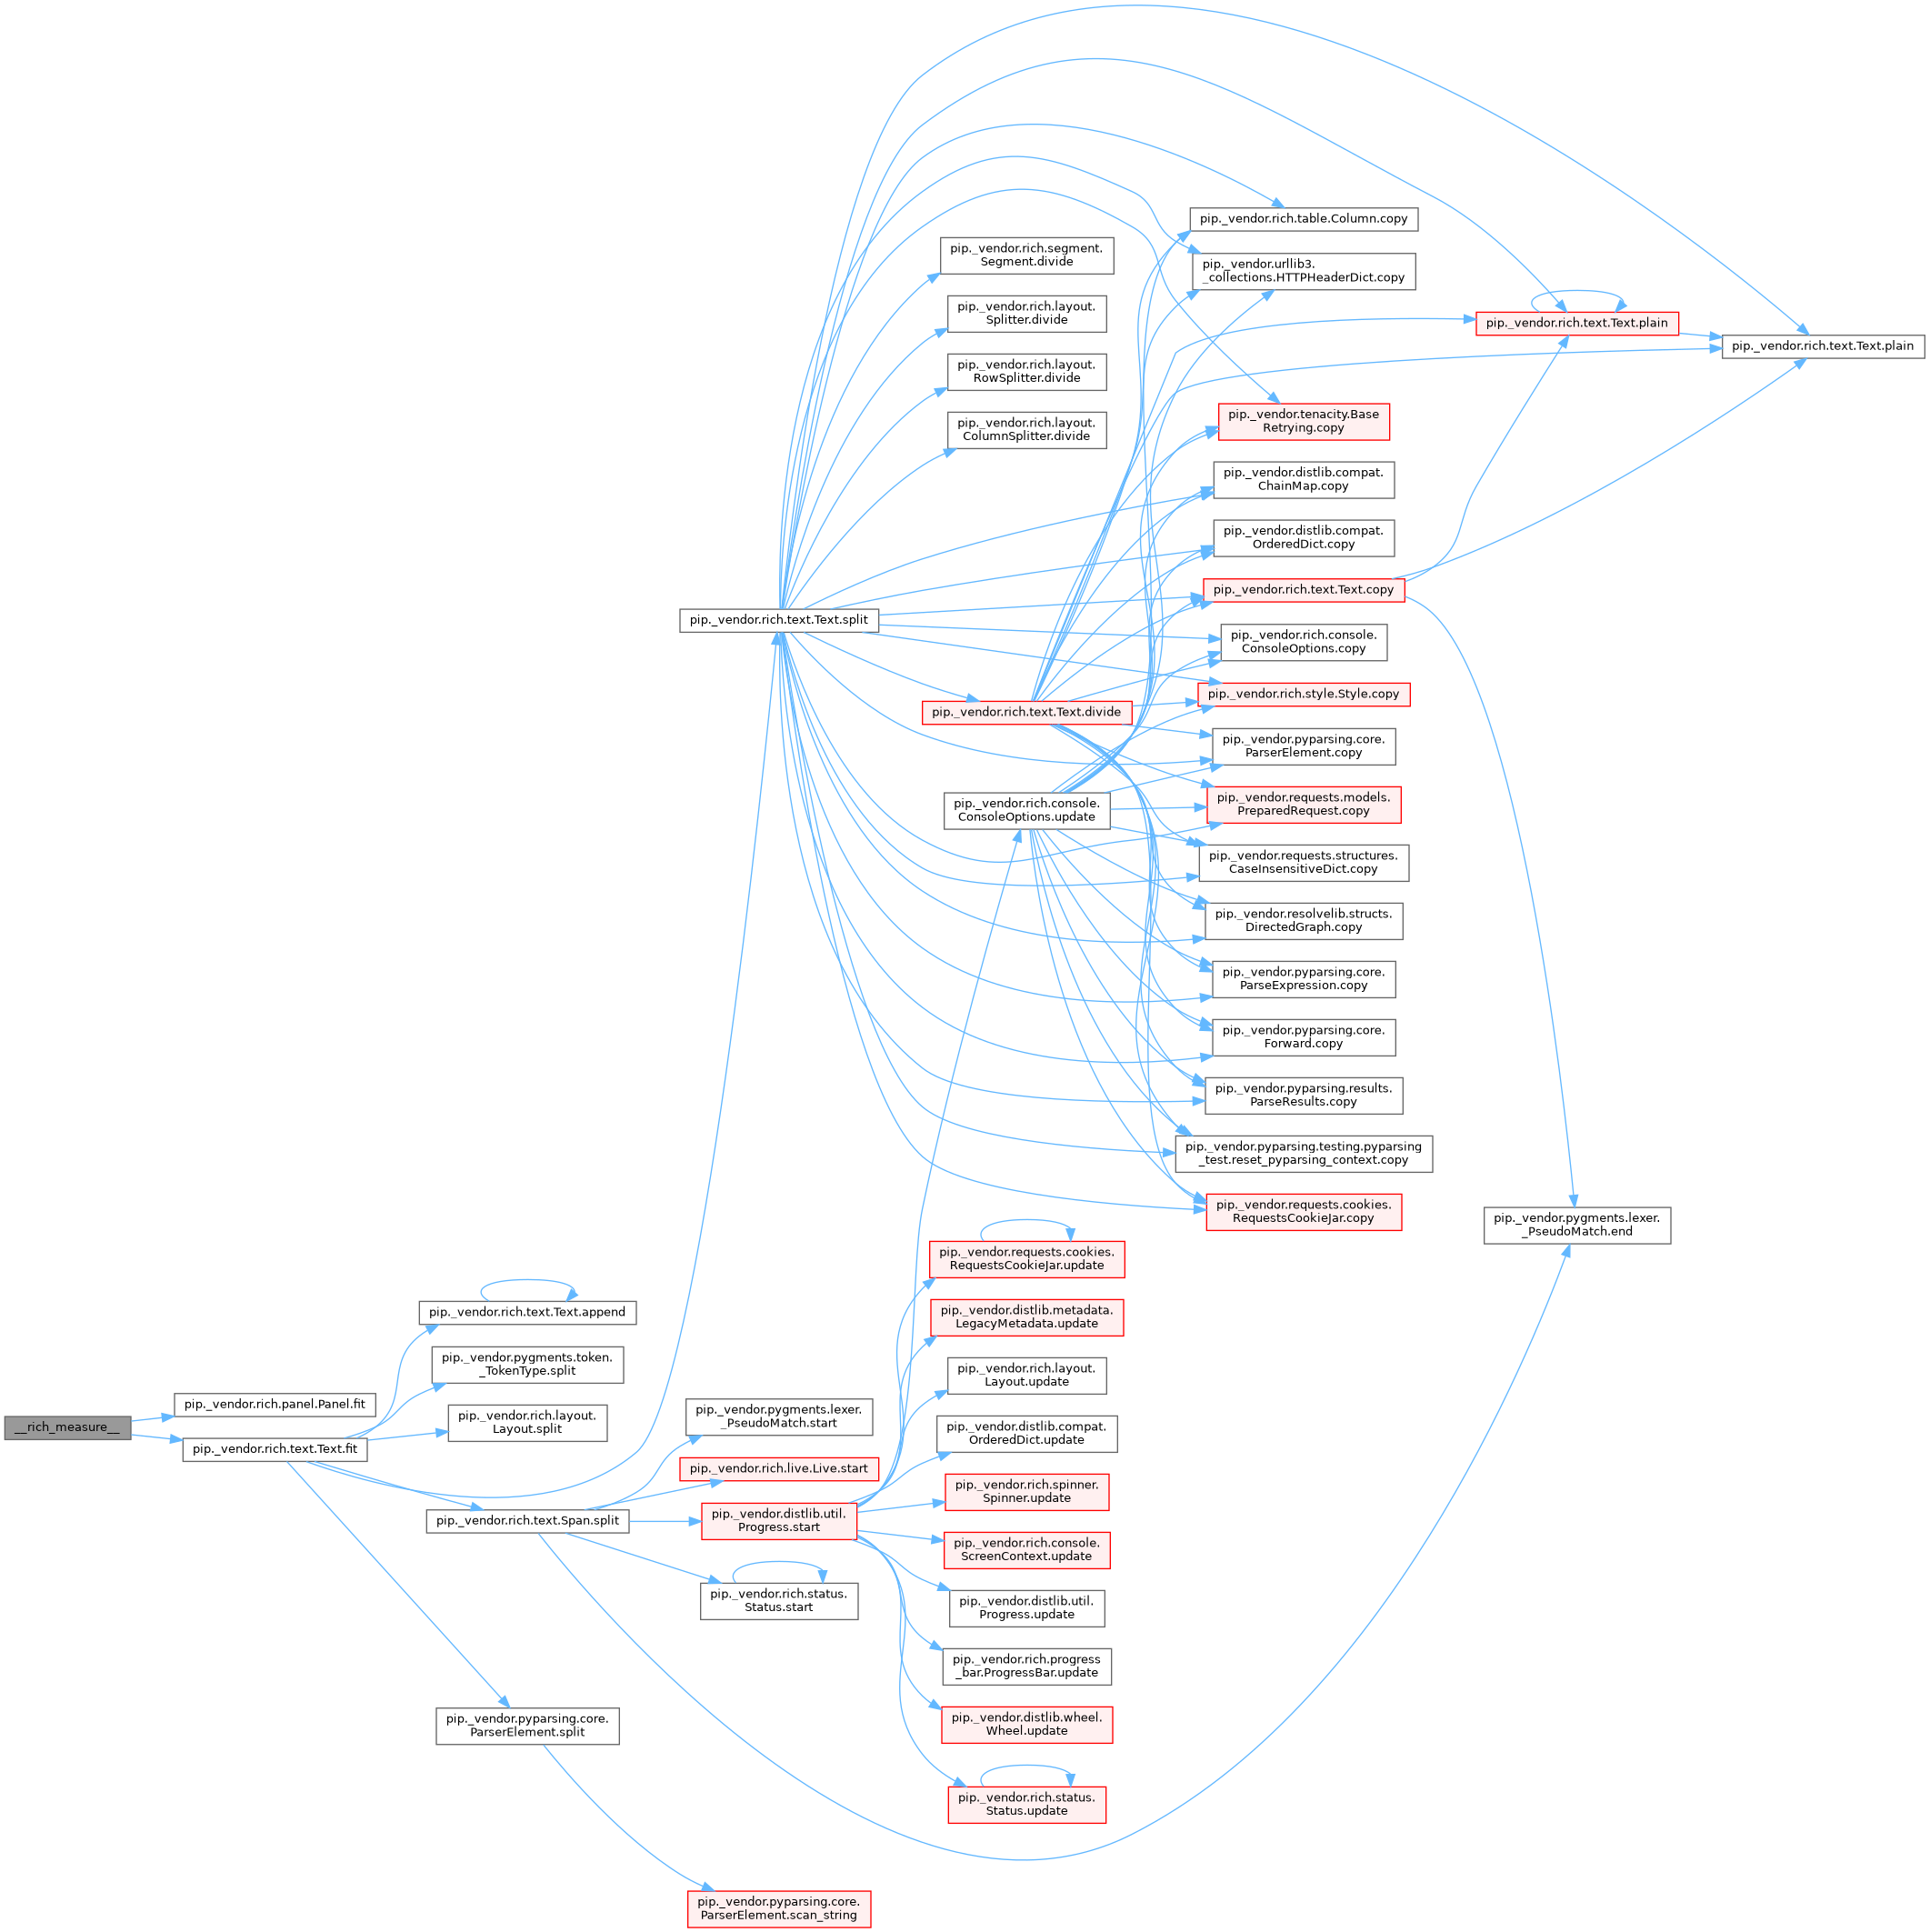 __rich_measure__
pip._vendor.rich.panel.Panel.fit
pip._vendor.rich.text.Text.fit
pip._vendor.rich.text.Text.append
pip._vendor.pygments.token.
_TokenType.split
pip._vendor.rich.layout.
Layout.split
pip._vendor.rich.text.Span.split
pip._vendor.pyparsing.core.
ParserElement.split
pip._vendor.rich.text.Text.split
pip._vendor.pygments.lexer.
_PseudoMatch.start
pip._vendor.rich.live.Live.start
pip._vendor.distlib.util.
Progress.start
pip._vendor.rich.status.
Status.start
pip._vendor.pyparsing.core.
ParserElement.scan_string
pip._vendor.rich.segment.
Segment.divide
pip._vendor.rich.layout.
Splitter.divide
pip._vendor.rich.layout.
RowSplitter.divide
pip._vendor.rich.layout.
ColumnSplitter.divide
pip._vendor.rich.text.Text.divide
pip._vendor.rich.console.
ConsoleOptions.update
pip._vendor.requests.cookies.
RequestsCookieJar.update
pip._vendor.distlib.metadata.
LegacyMetadata.update
pip._vendor.rich.layout.
Layout.update
pip._vendor.distlib.compat.
OrderedDict.update
pip._vendor.rich.spinner.
Spinner.update
pip._vendor.rich.console.
ScreenContext.update
pip._vendor.distlib.util.
Progress.update
pip._vendor.rich.progress
_bar.ProgressBar.update
pip._vendor.distlib.wheel.
Wheel.update
pip._vendor.rich.status.
Status.update
pip._vendor.rich.table.Column.copy
pip._vendor.urllib3.
_collections.HTTPHeaderDict.copy
pip._vendor.tenacity.Base
Retrying.copy
pip._vendor.distlib.compat.
ChainMap.copy
pip._vendor.distlib.compat.
OrderedDict.copy
pip._vendor.rich.text.Text.copy
pip._vendor.rich.console.
ConsoleOptions.copy
pip._vendor.rich.style.Style.copy
pip._vendor.pyparsing.core.
ParserElement.copy
pip._vendor.requests.models.
PreparedRequest.copy
pip._vendor.requests.structures.
CaseInsensitiveDict.copy
pip._vendor.resolvelib.structs.
DirectedGraph.copy
pip._vendor.pyparsing.core.
ParseExpression.copy
pip._vendor.pyparsing.core.
Forward.copy
pip._vendor.pyparsing.results.
ParseResults.copy
pip._vendor.pyparsing.testing.pyparsing
_test.reset_pyparsing_context.copy
pip._vendor.requests.cookies.
RequestsCookieJar.copy
pip._vendor.rich.text.Text.plain
pip._vendor.rich.text.Text.plain
pip._vendor.pygments.lexer.
_PseudoMatch.end